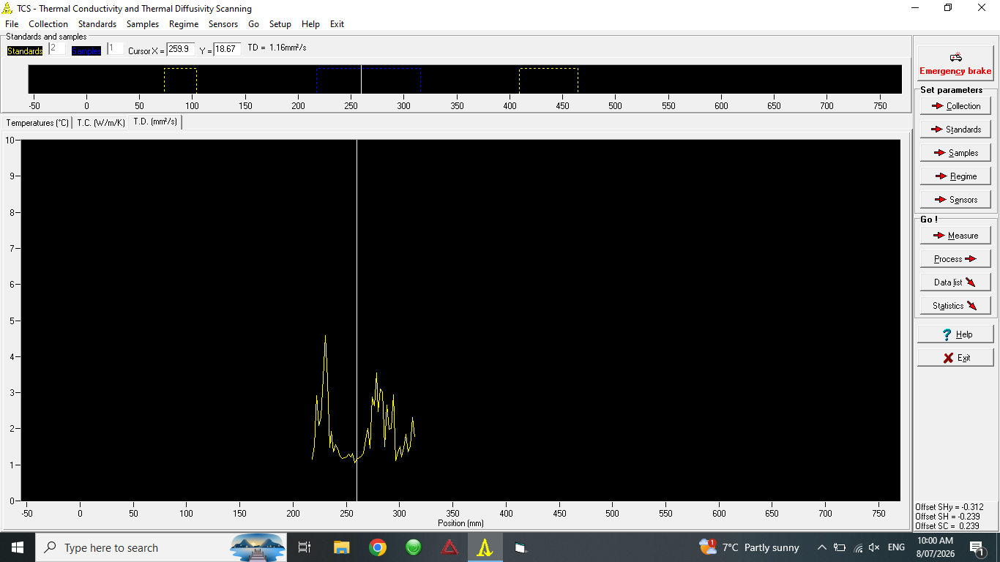 TCS - Thermal Conductivity and Thermal Diffusivity Scanning
File Collection Standards Samples Regime Sensors Go Setup Help Exit
Standards and samples
Standards 2 Samples 1 Cursor X = 259.9 Y = 18.67 TD = 1.16mm²/s
-50 0 50 100 150 200 250 300 350 400 450 500 550 600 650 700 750
Temperatures (°C) T.C. (W/m/K) T.D. (mm²/s)
10
9
8
7
6
5
4
3
2
1
0
-50 0 50 100 150 200 250 300 350 400 450 500 550 600 650 700 750
Position (mm)
Emergency brake
Set parameters
Collection
Standards
Samples
Regime
Sensors
Go !
Measure
Process
Data list
Statistics
Help
Exit
Offset SHy = -0.312
Offset SH = -0.239
Offset SC = 0.239
Type here to search
1
7°C Partly sunny
ENG
10:00 AM
8/07/2026
1